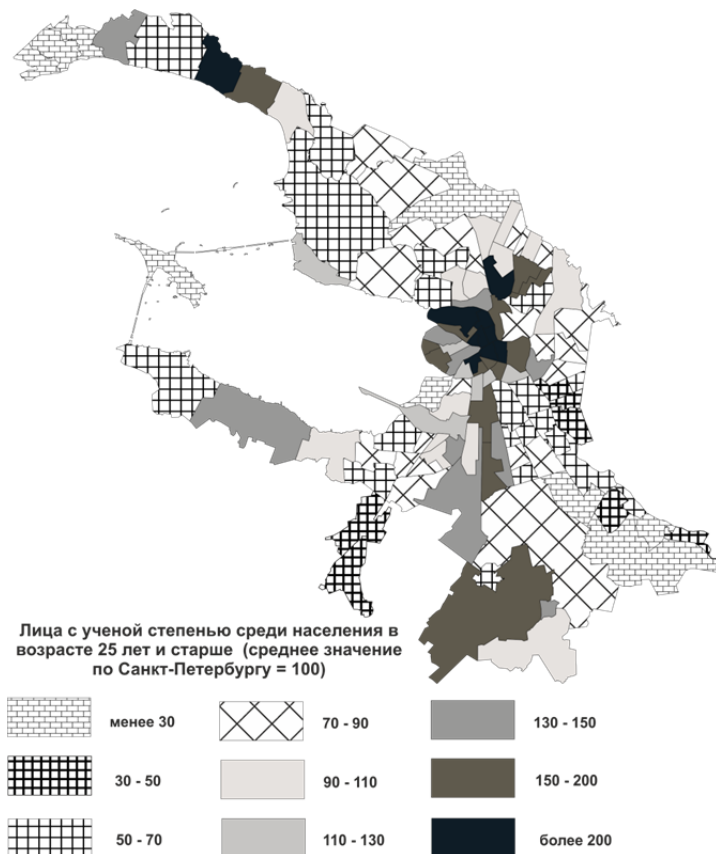 Лица с ученой степенью среди населения в
возрасте 25 лет и старше (среднее значение
по Санкт-Петербургу = 100)
менее 30
70 - 90
130 - 150
30 - 50
90 - 110
150 - 200
50 - 70
110 - 130
более 200